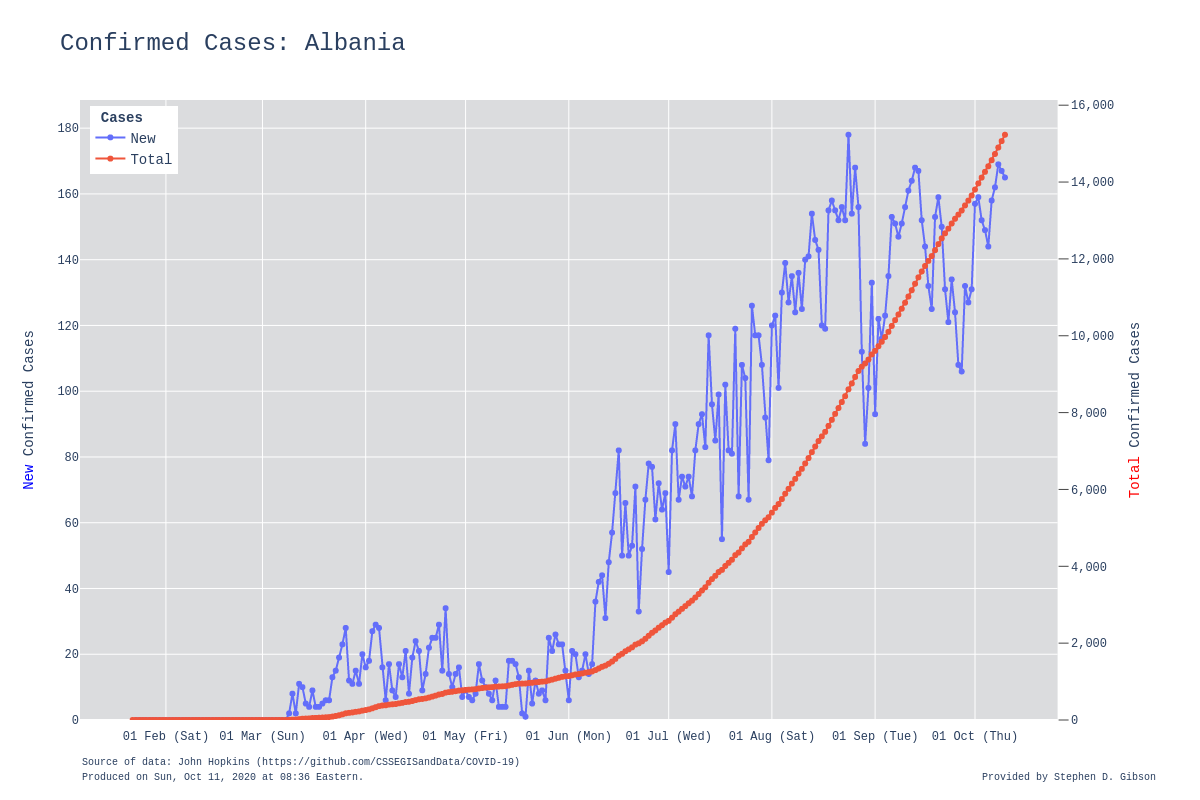 Confirmed Cases: Albania
Cases
New
Total
180
160
140
120
100
80
60
40
20
0
New Confirmed Cases
16,000
14,000
12,000
10,000
8,000
6,000
4,000
2,000
0
Total Confirmed Cases
01 Feb (Sat) 01 Mar (Sun) 01 Apr (Wed) 01 May (Fri) 01 Jun (Mon) 01 Jul (Wed) 01 Aug (Sat) 01 Sep (Tue) 01 Oct (Thu)
Source of data: John Hopkins (https://github.com/CSSEGISandData/COVID-19)
Produced on Sun, Oct 11, 2020 at 08:36 Eastern.
Provided by Stephen D. Gibson